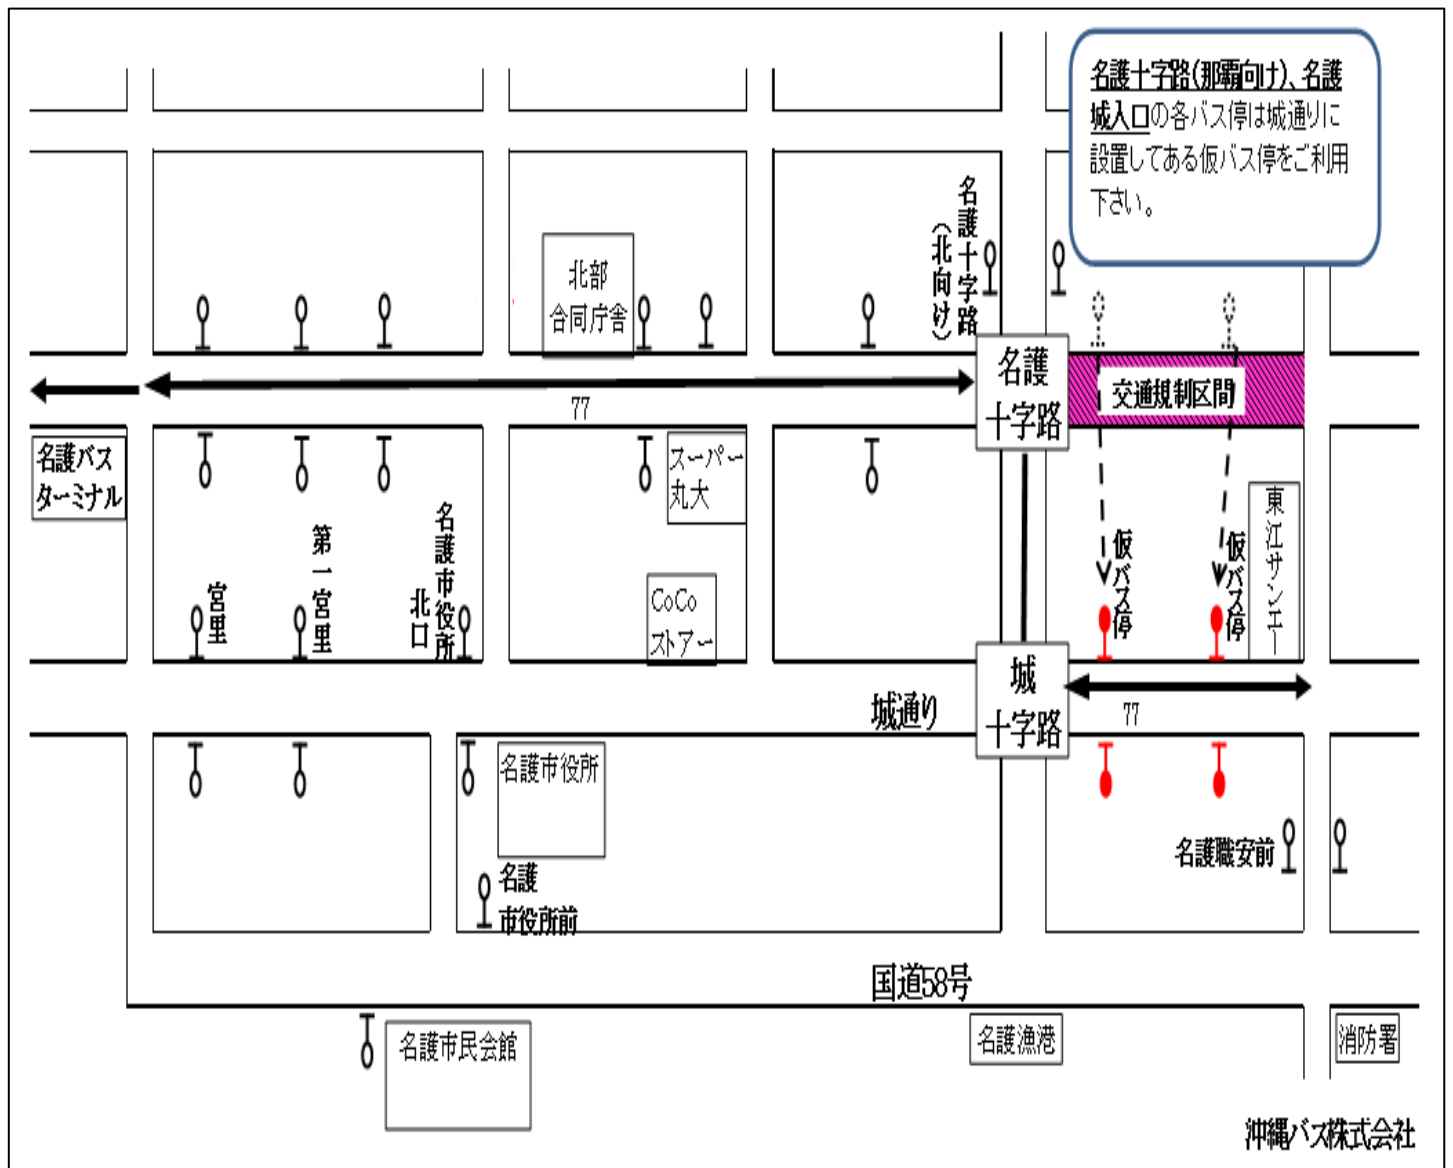 名護十字路(那覇向け)、名護
城入口の各バス停は城通りに
設置してある仮バス停をご利用
下さい。
名護十字路
(北向け)
北部
合同庁舎
名護
十字路
交通規制区間
77
名護バス
ターミナル
スーパー
丸大
東江サンエー
宮里
第一宮里
名護市役所
北口
CoCo
ストアー
仮バス停
仮バス停
城
十字路
城通り
77
名護市役所
名護
市役所前
名護職安前
国道58号
名護市民会館
名護漁港
消防署
沖縄バス株式会社